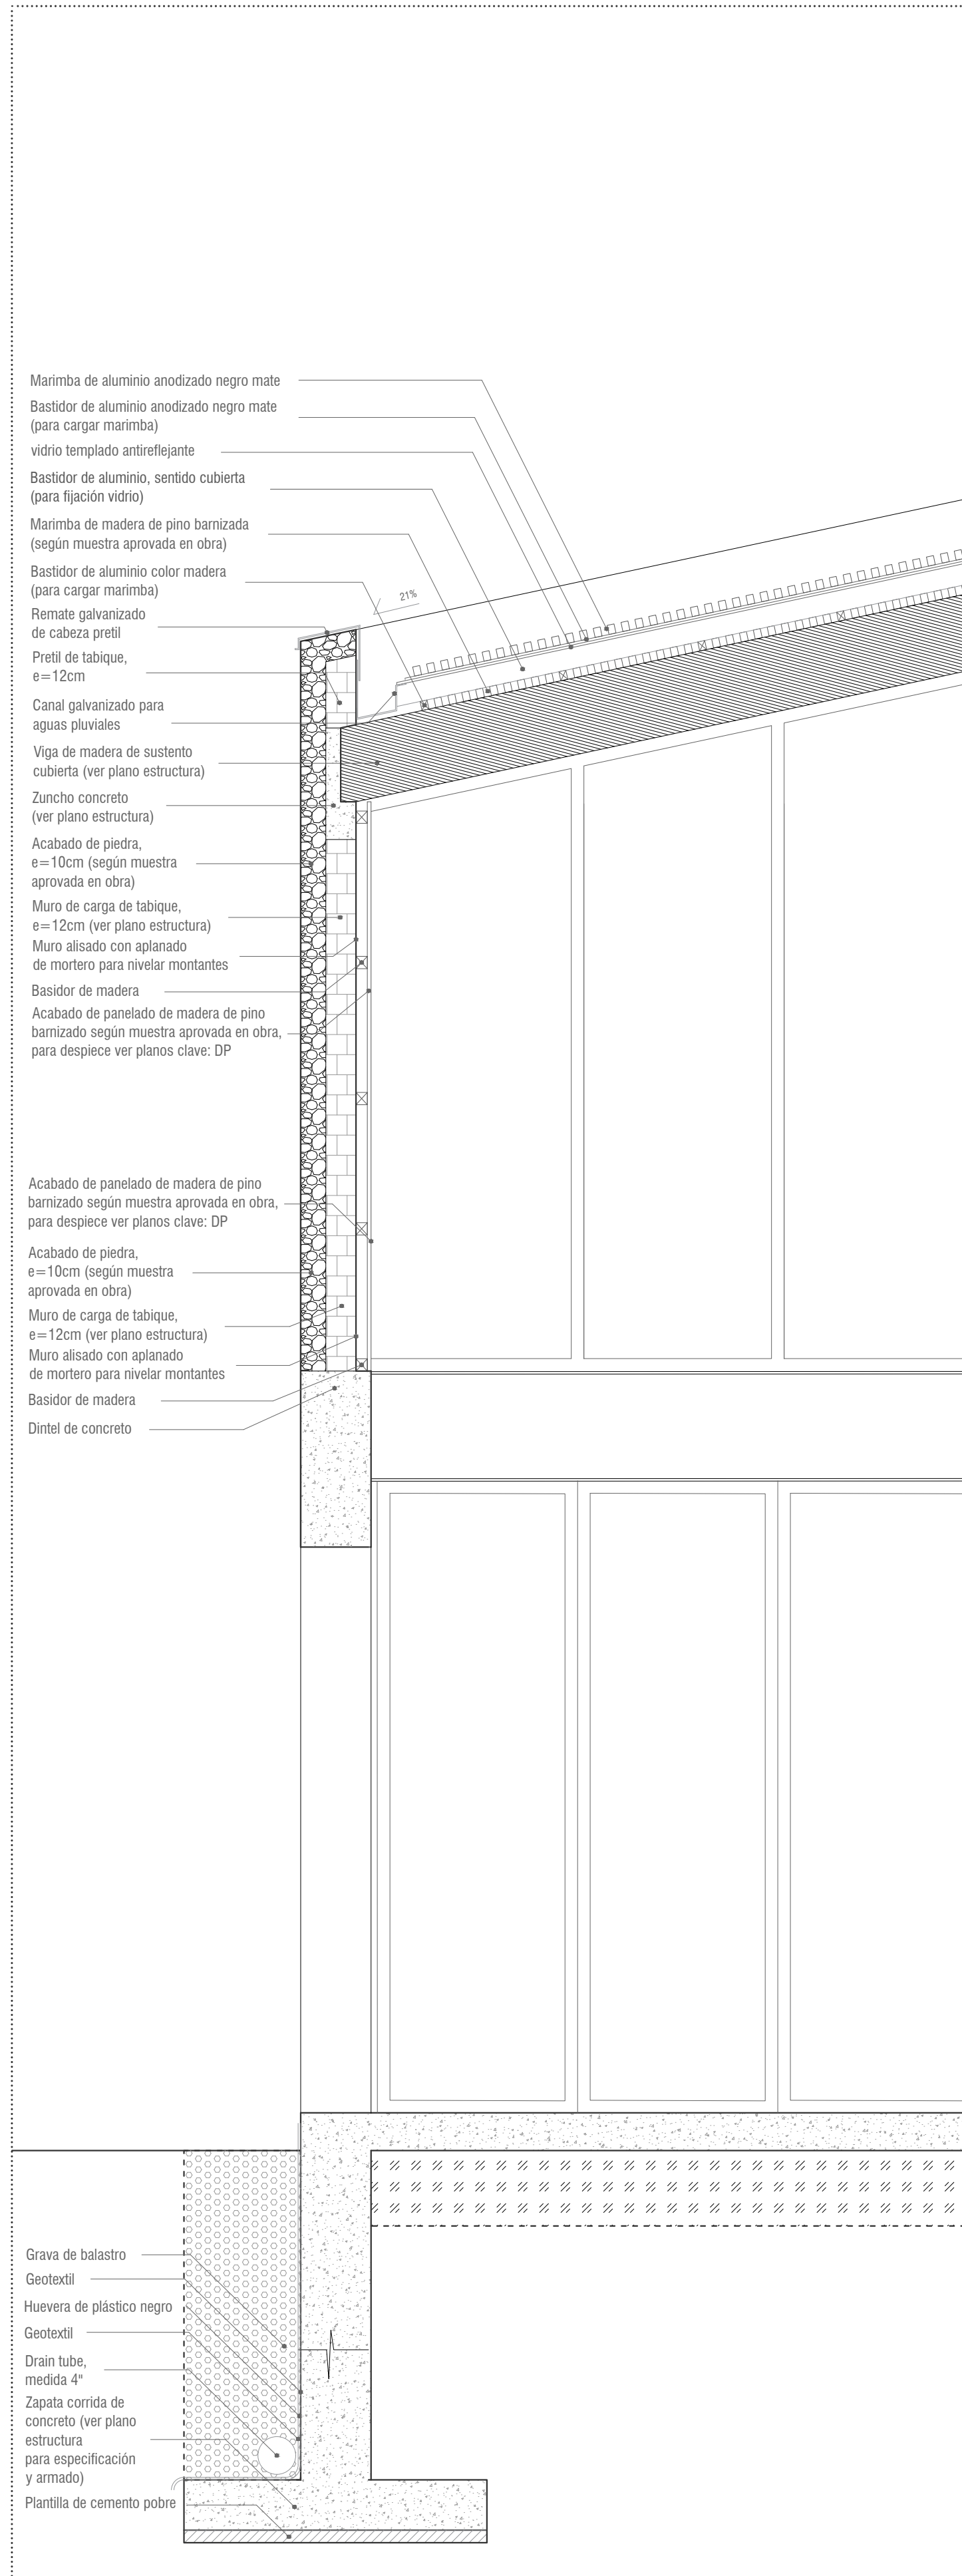 Marimba de aluminio anodizado negro mate
Bastidor de aluminio anodizado negro mate
(para cargar marimba)
vidrio templado antireflejante
Bastidor de aluminio, sentido cubierta
(para fijación vidrio)
Marimba de madera de pino barnizada
(según muestra aprovada en obra)
Bastidor de aluminio color madera
(para cargar marimba)
21%
Remate galvanizado
de cabeza pretil
Pretil de tabique,
e=12cm
Canal galvanizado para
aguas pluviales
Viga de madera de sustento
cubierta (ver plano estructura)
Zuncho concreto
(ver plano estructura)
Acabado de piedra,
e=10cm (según muestra
aprovada en obra)
Muro de carga de tabique,
e=12cm (ver plano estructura)
Muro alisado con aplanado
de mortero para nivelar montantes
Basidor de madera
Acabado de panelado de madera de pino
barnizado según muestra aprovada en obra,
para despiece ver planos clave: DP
Acabado de panelado de madera de pino
barnizado según muestra aprovada en obra,
para despiece ver planos clave: DP
Acabado de piedra,
e=10cm (según muestra
aprovada en obra)
Muro de carga de tabique,
e=12cm (ver plano estructura)
Muro alisado con aplanado
de mortero para nivelar montantes
Basidor de madera
Dintel de concreto
Grava de balastro
Geotextil
Huevera de plástico negro
Geotextil
Drain tube,
medida 4"
Zapata corrida de
concreto (ver plano
estructura
para especificación
y armado)
Plantilla de cemento pobre